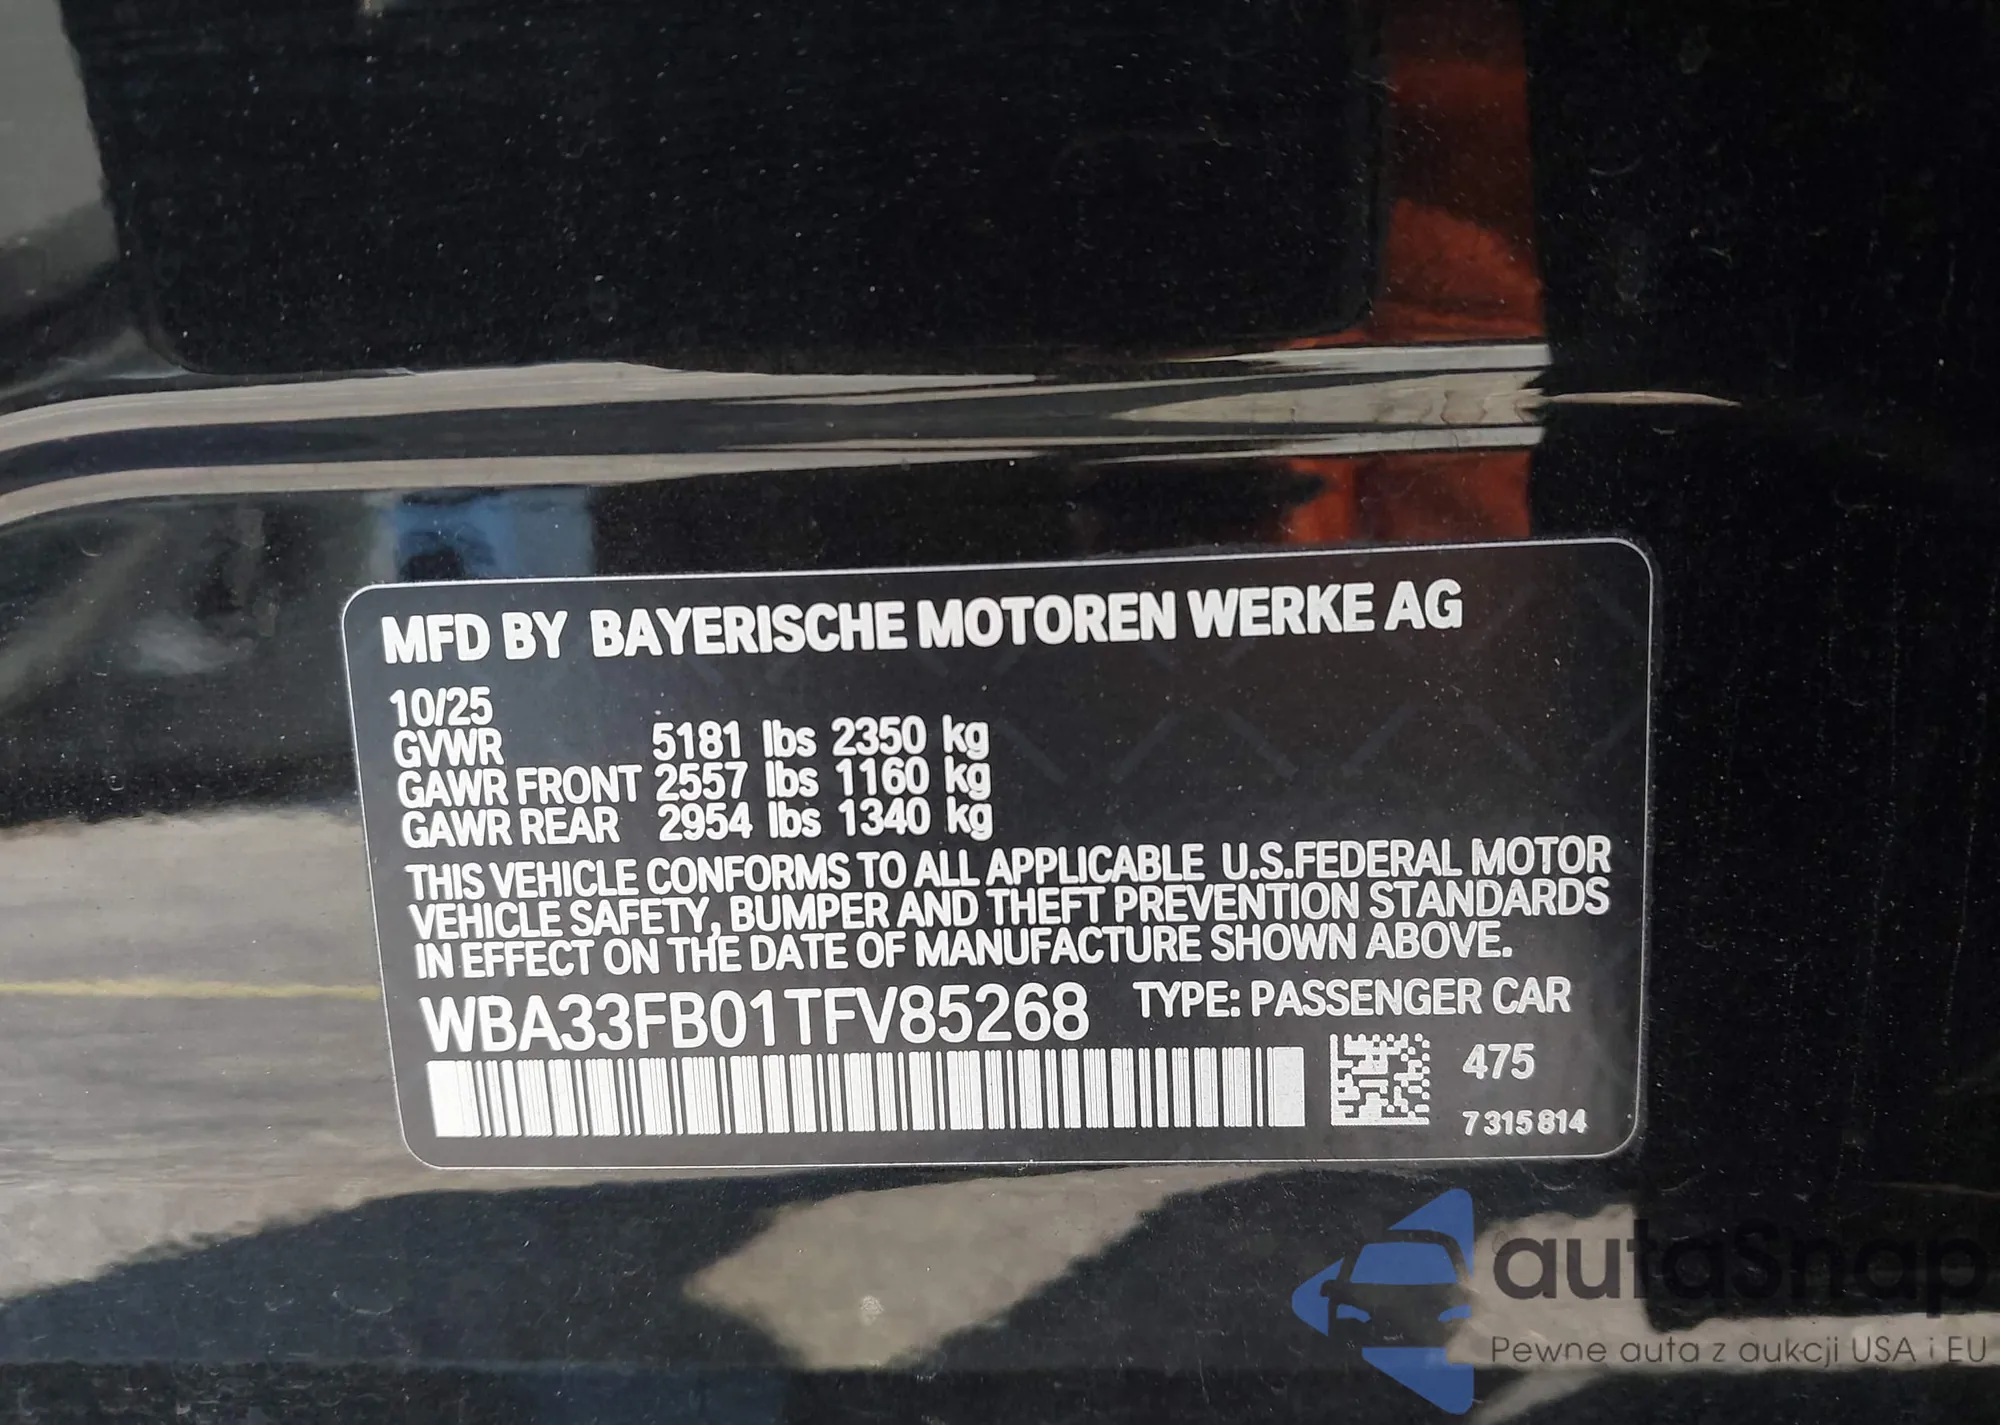 MFD BY BAYERISCHE MOTOREN WERKE AG
10/25
GVWR 5181 lbs 2350 kg
GAWR FRONT 2557 lbs 1160 kg
GAWR REAR 2954 lbs 1340 kg
THIS VEHICLE CONFORMS TO ALL APPLICABLE U.S.FEDERAL MOTOR
VEHICLE SAFETY, BUMPER AND THEFT PREVENTION STANDARDS
IN EFFECT ON THE DATE OF MANUFACTURE SHOWN ABOVE.
WBA33FB01TFV85268 TYPE: PASSENGER CAR
475
7315814
autoSnap
Pewne auta z aukcji USA i EU